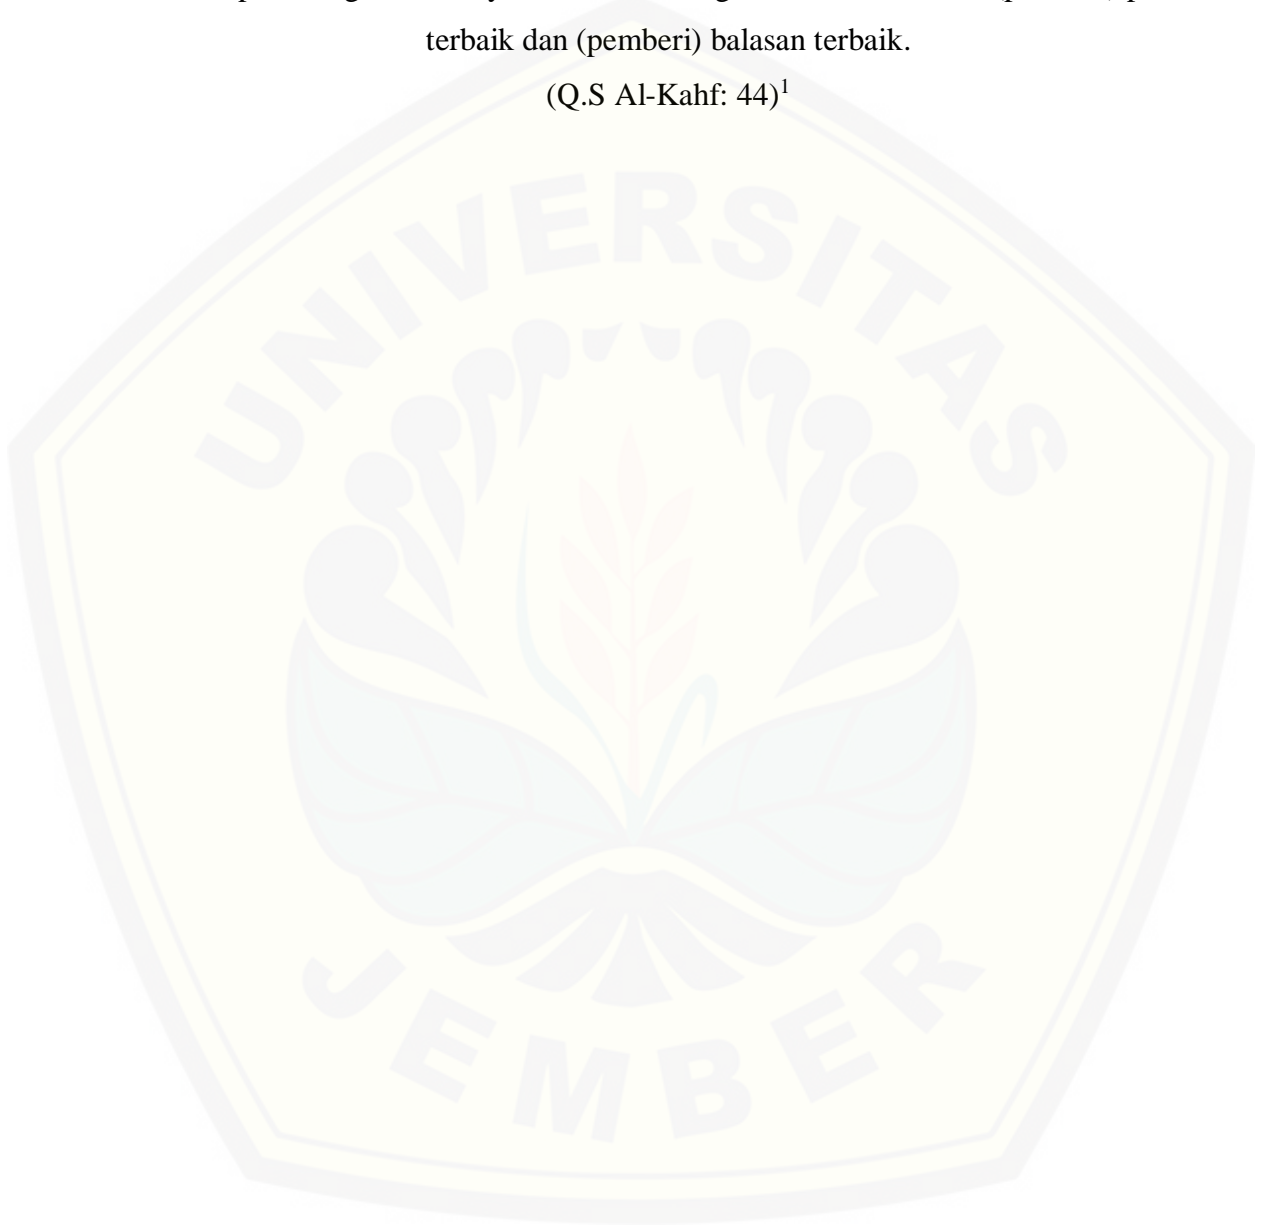 terbaik dan (pemberi) balasan terbaik.
(Q.S Al-Kahf: 44)¹
UNIVERSITAS
JEMBER